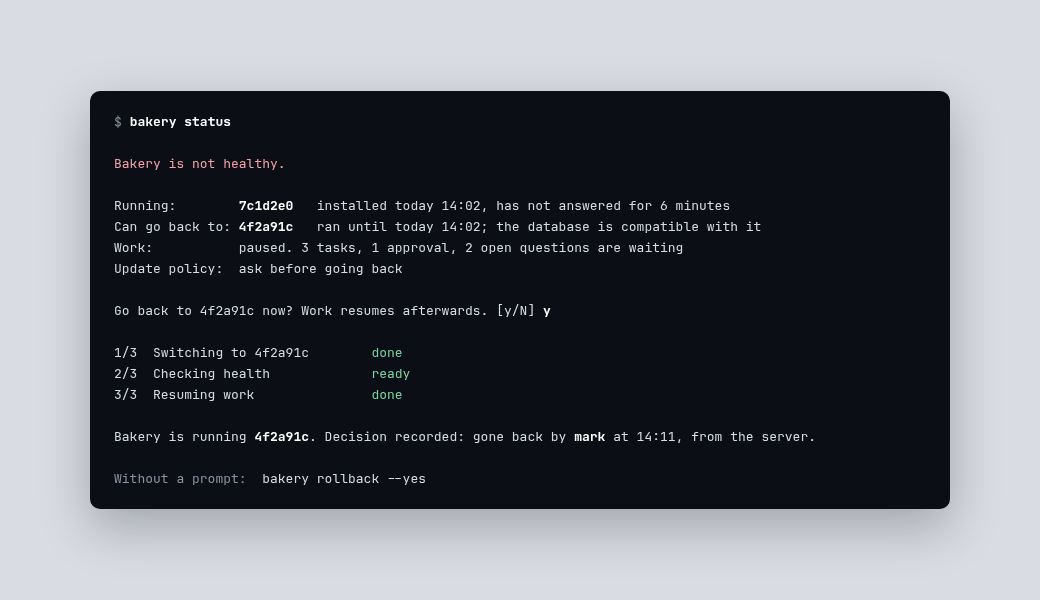 $ bakery status
Bakery is not healthy.
Running: 7c1d2e0 installed today 14:02, has not answered for 6 minutes
Can go back to: 4f2a91c ran until today 14:02; the database is compatible with it
Work: paused. 3 tasks, 1 approval, 2 open questions are waiting
Update policy: ask before going back
Go back to 4f2a91c now? Work resumes afterwards. [y/N] y
1/3 Switching to 4f2a91c done
2/3 Checking health ready
3/3 Resuming work done
Bakery is running 4f2a91c. Decision recorded: gone back by mark at 14:11, from the server.
Without a prompt: bakery rollback --yes